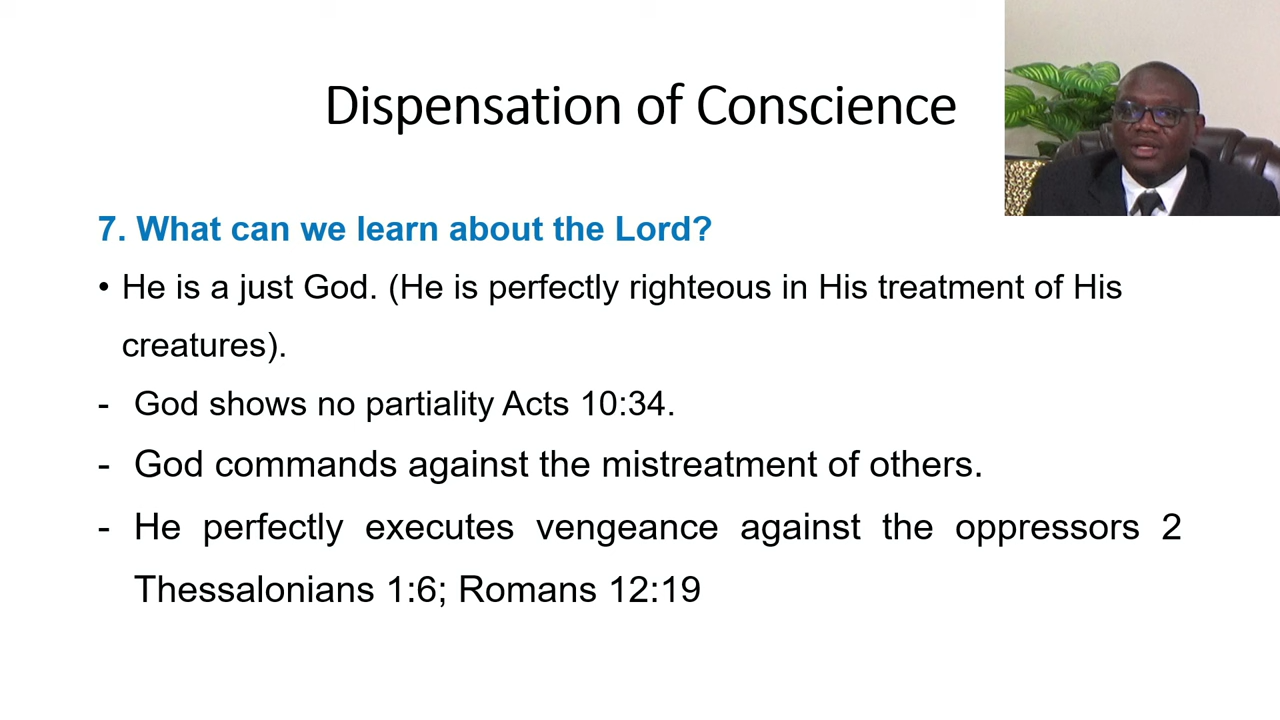 Dispensation of Conscience
7. What can we learn about the Lord?
• He is a just God. (He is perfectly righteous in His treatment of His
creatures).
- God shows no partiality Acts 10:34.
- God commands against the mistreatment of others.
- He perfectly executes vengeance against the oppressors 2
Thessalonians 1:6; Romans 12:19